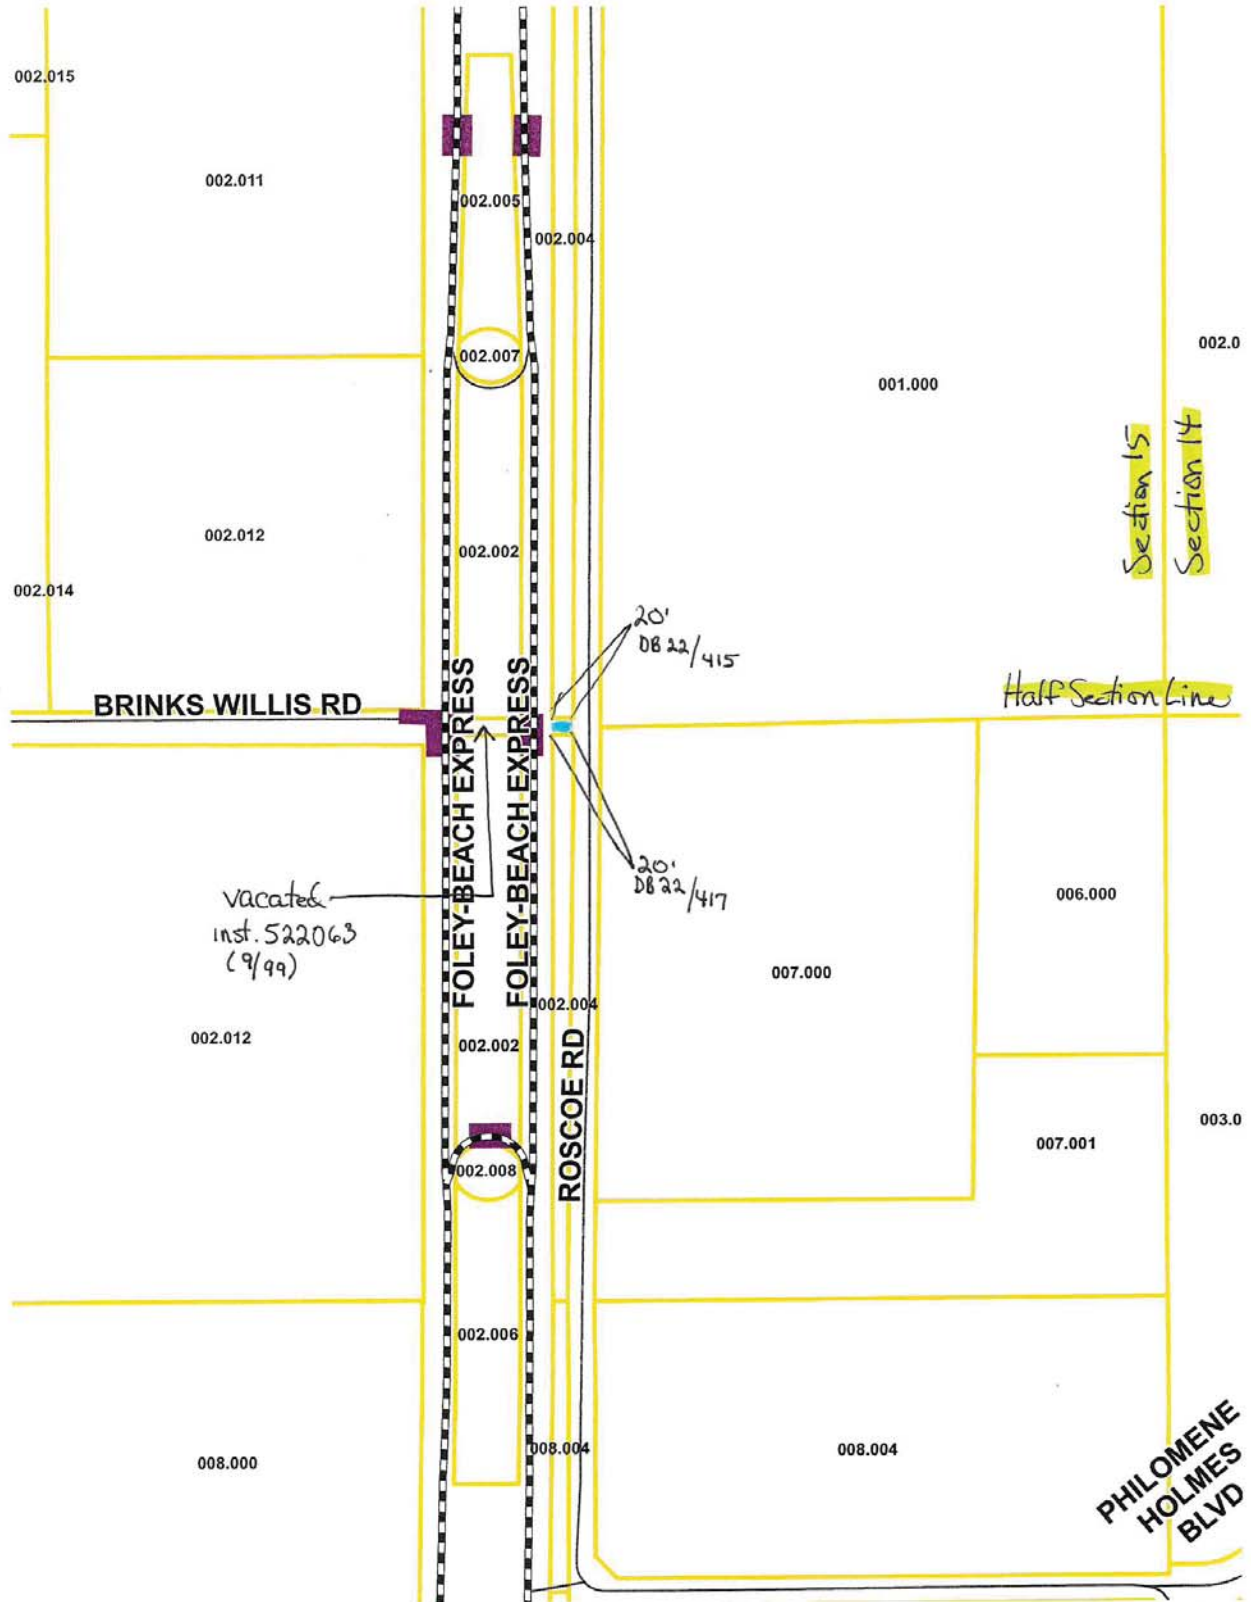 002.015
002.011
002.005
002.004
002.007
002.0
001.000
Section 15
Section 14
002.012
002.002
002.014
20'
DB 22/415
Half Section Line
BRINKS WILLIS RD
FOLEY-BEACH EXPRESS
FOLEY-BEACH EXPRESS
20'
DB 22/417
vacated
inst. 522063
(9/99)
006.000
007.000
002.004
002.012
002.002
ROSCOE RD
003.0
007.001
002.008
002.006
008.000
008.004
008.004
PHILOMENE
HOLMES
BLVD